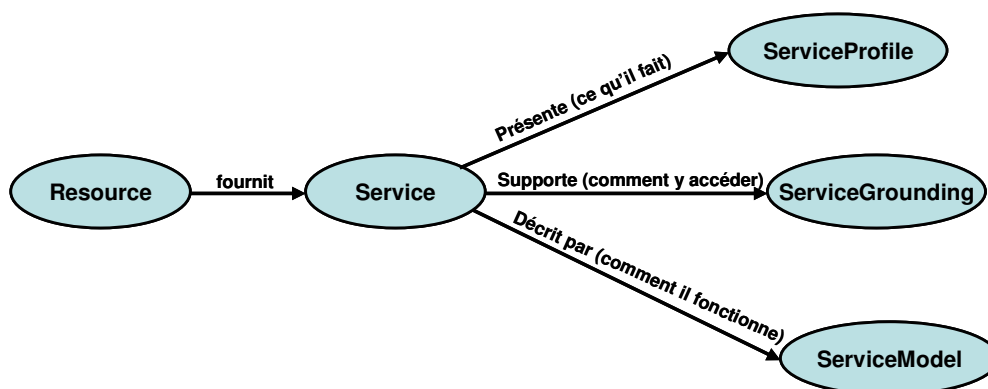 ServiceProfile
Présente (ce qu'il fait)
Resource
fournit
Service
Supporte (comment y accéder)
ServiceGrounding
Décrit par (comment il fonctionne)
ServiceModel